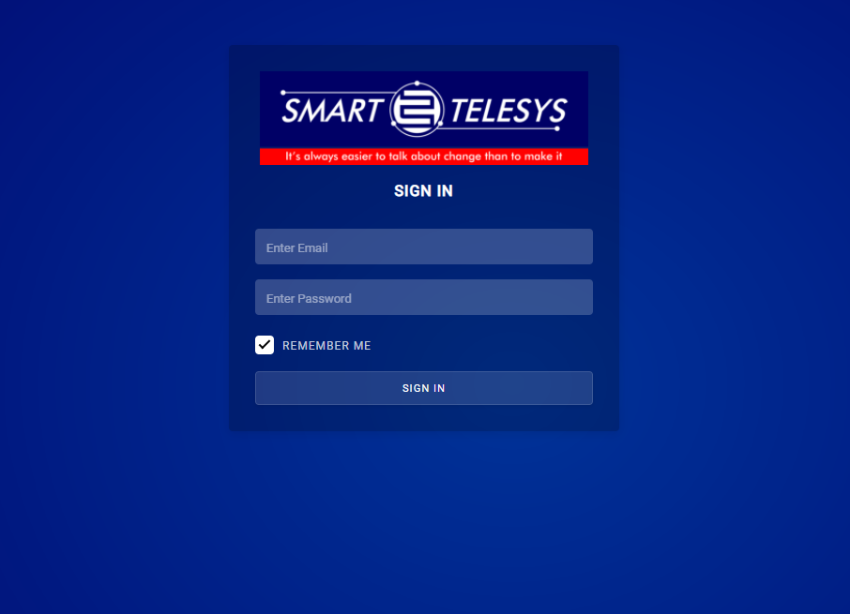 SMART TELESYS
It's always easier to talk about change than to make it
SIGN IN
Enter Email
Enter Password
REMEMBER ME
SIGN IN